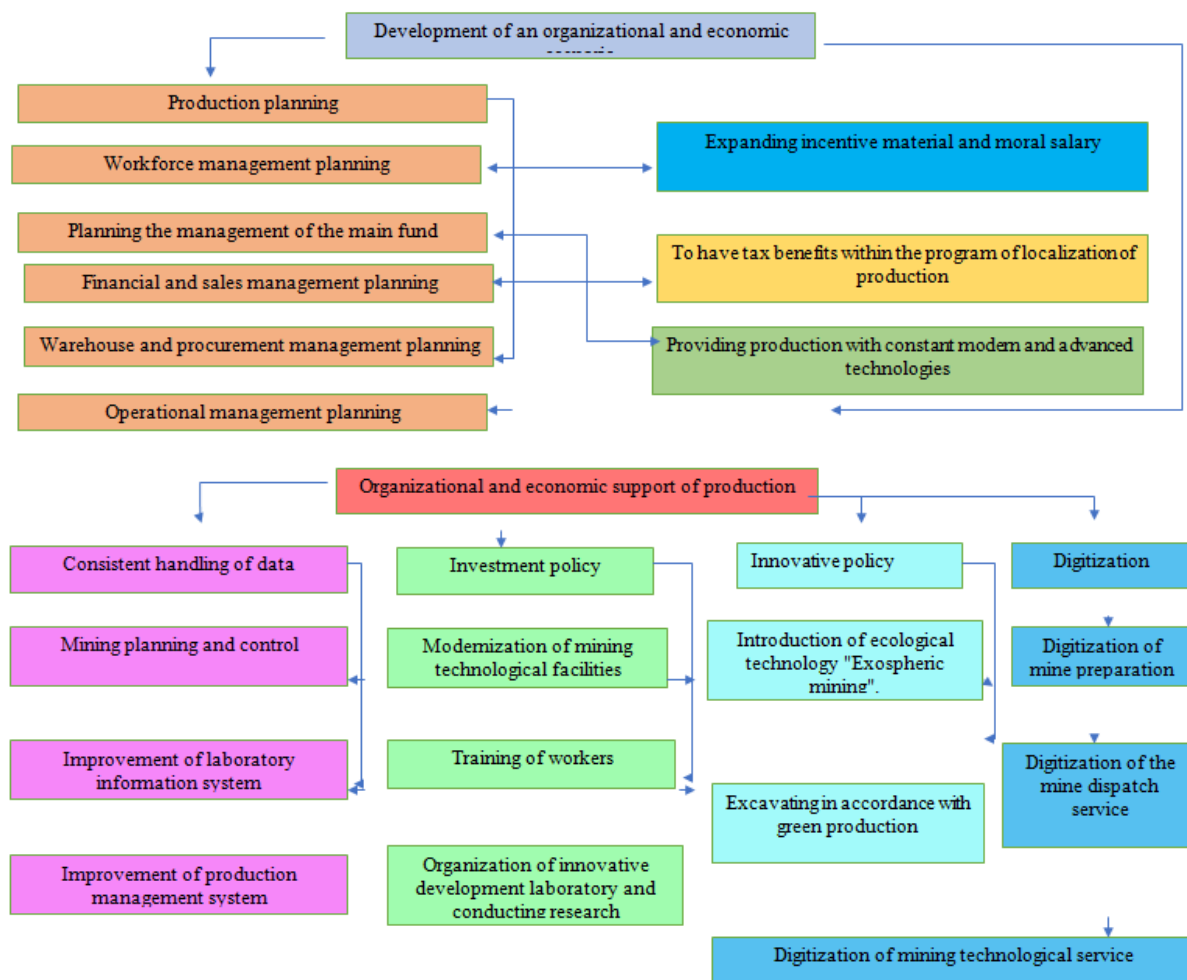 Development of an organizational and economic
Production planning
Expanding incentive material and moral salary
Workforce management planning
Planning the management of the main fund
To have tax benefits within the program of localization of
production
Financial and sales management planning
Warehouse and procurement management planning
Providing production with constant modern and advanced
technologies
Operational management planning
Organizational and economic support of production
Consistent handling of data
Investment policy
Innovative policy
Digitization
Mining planning and control
Modernization of mining
technological facilities
Introduction of ecological
technology "Exospheric
mining".
Digitization of
mine preparation
Improvement of laboratory
information system
Training of workers
Excavating in accordance with
green production
Digitization of the
mine dispatch
service
Improvement of production
management system
Organization of innovative
development laboratory and
conducting research
Digitization of mining technological service